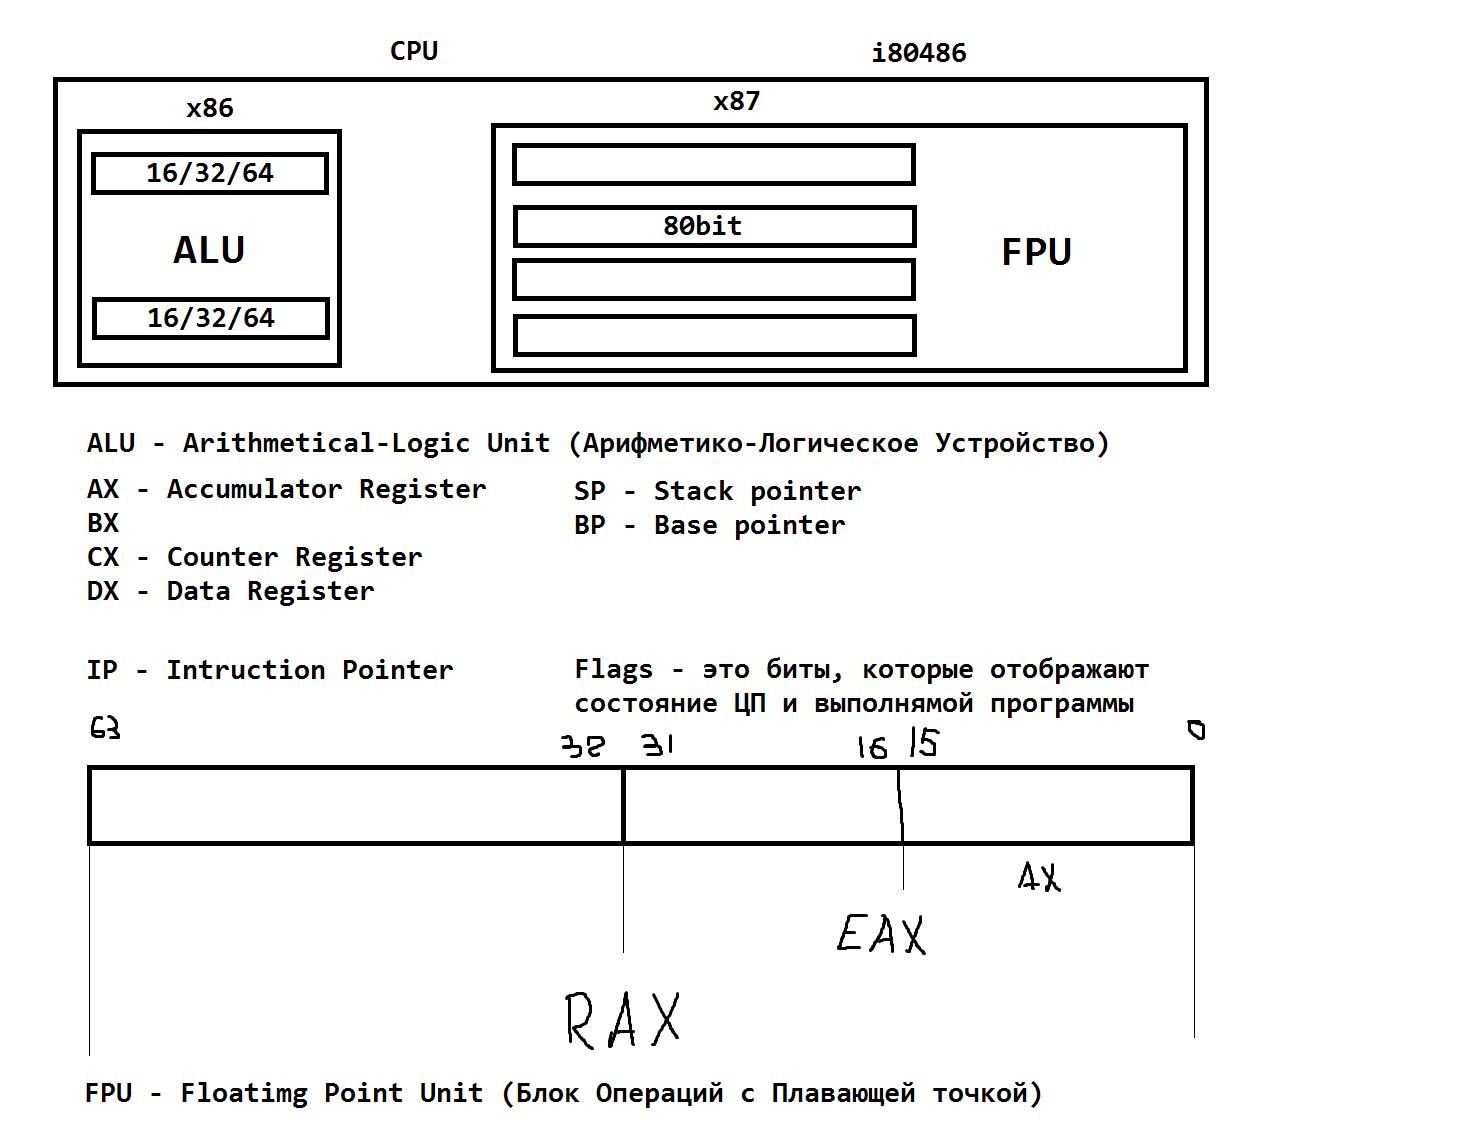 CPU i80486
x86 x87
16/32/64
80bit
ALU FPU
16/32/64
ALU - Arithmetical-Logic Unit (Арифметико-Логическое Устройство)
AX - Accumulator Register
BX
CX - Counter Register
DX - Data Register
SP - Stack pointer
BP - Base pointer
IP - Intruction Pointer
Flags - это биты, которые отображают
состояние ЦП и выполнямой программы
63 32 31 16 15 0
AX
EAX
RAX
FPU - Floatimg Point Unit (Блок Операций с Плавающей точкой)